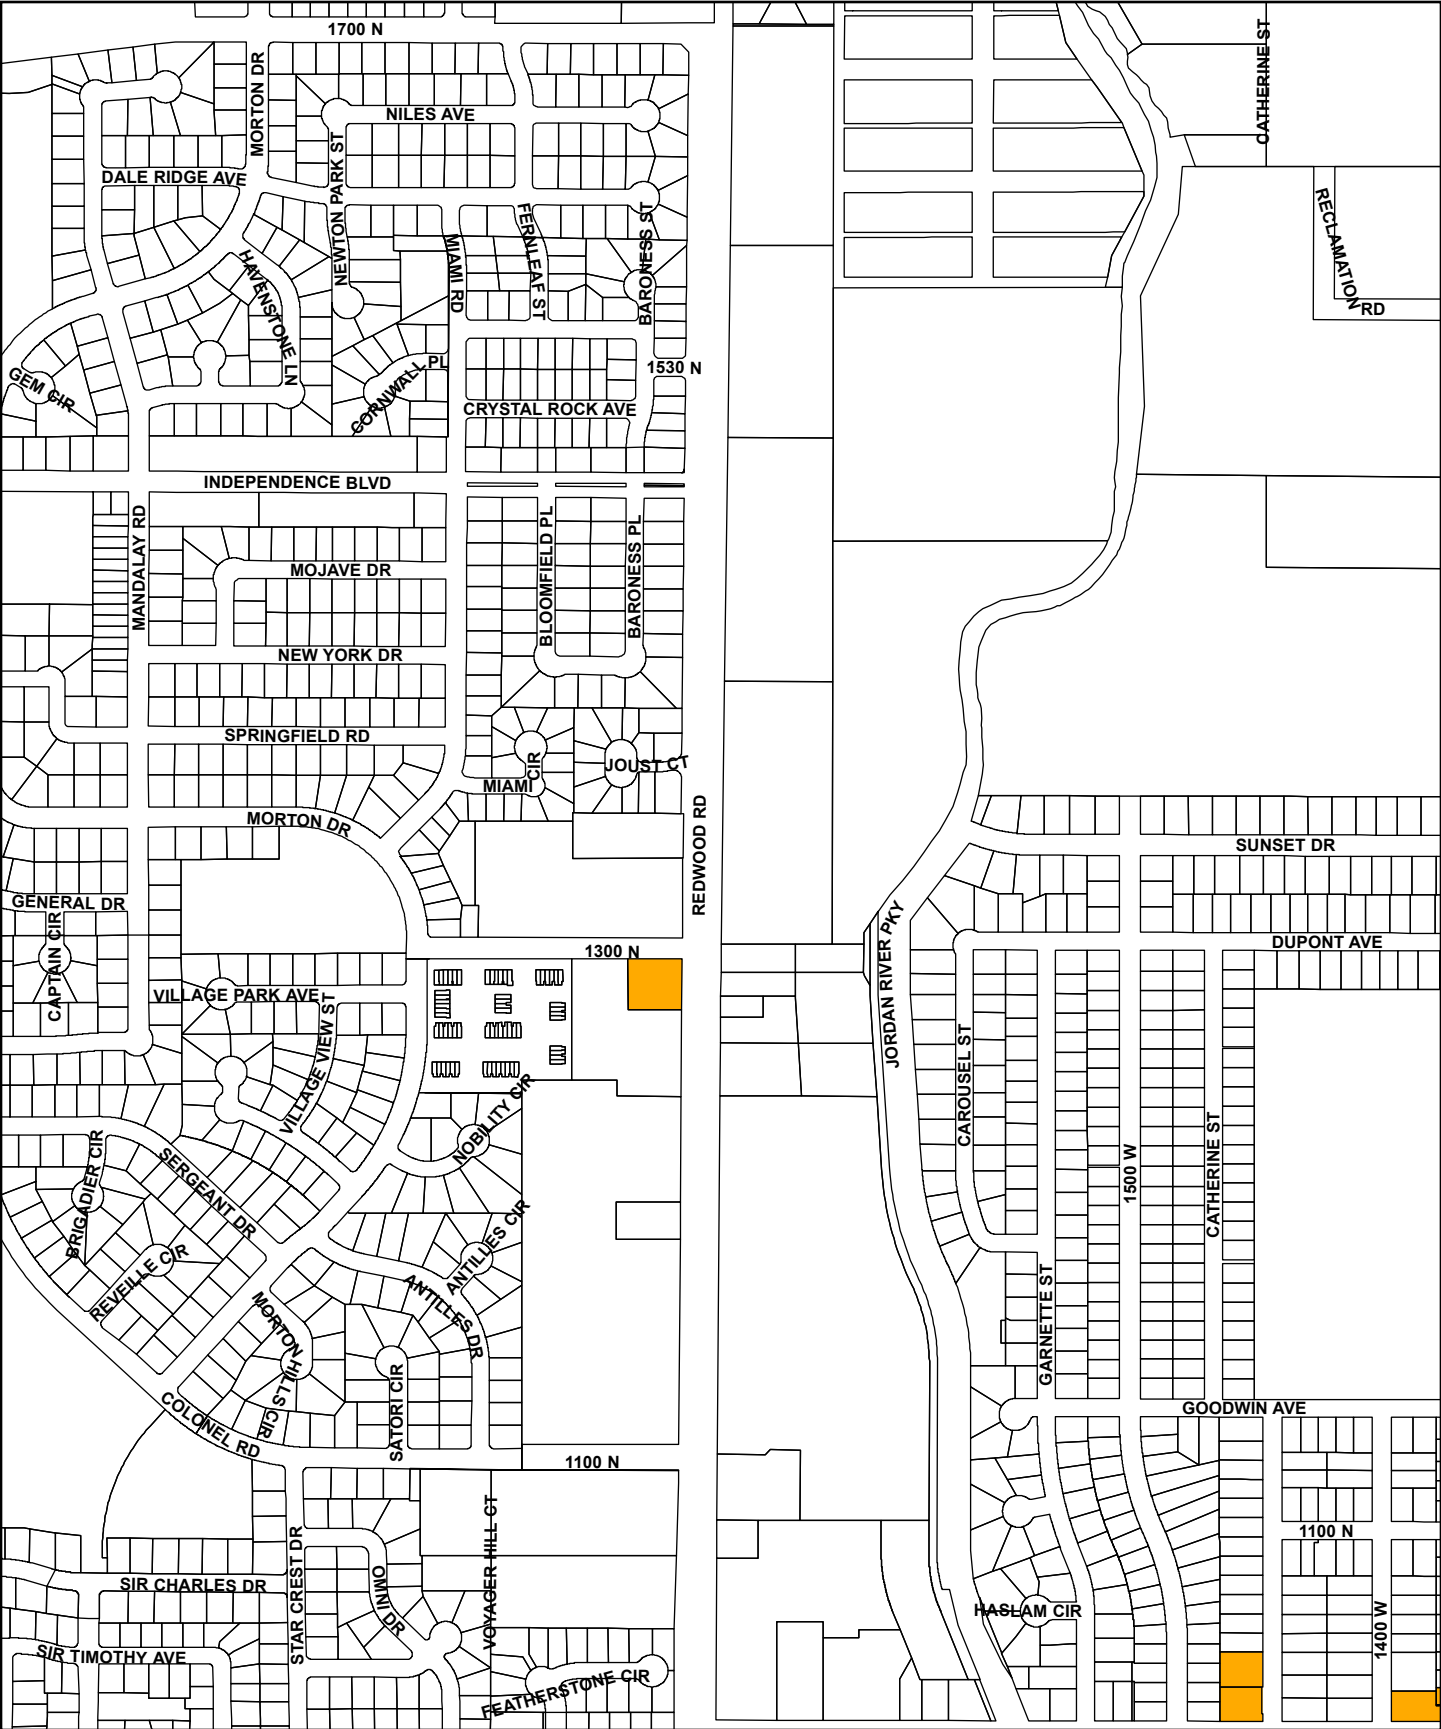 1700 N
CATHERINE ST
MORTON DR
NILES AVE
NEWTON PARK ST
DALE RIDGE AVE
FERNLEAF ST
BARONESS ST
MIAMI RD
HAVENSTONE LN
RECLAMATION RD
GEM CIR
CORNWALL PL
1530 N
CRYSTAL ROCK AVE
INDEPENDENCE BLVD
MANDALAY RD
BLOOMFIELD PL
BARONESS PL
MOJAVE DR
NEW YORK DR
SPRINGFIELD RD
JOUST CT
MIAMI CIR
MORTON DR
REDWOOD RD
SUNSET DR
GENERAL DR
CAPTAIN CIR
1300 N
JORDAN RIVER PKY
DUPONT AVE
VILLAGE PARK AVE
VILLAGE VIEW ST
CAROUSEL ST
NOBILITY CIR
BRIGADIER CIR
SERGEANT DR
1500 W
CATHERINE ST
REVEILLE CIR
ANTILLES CIR
ANTILLES DR
GARNETTE ST
MORTON HILLS CIR
SATORI CIR
COLONEL RD
GOODWIN AVE
1100 N
VOYAGER HILL CT
STAR CREST DR
1100 N
SIR CHARLES DR
OMNI DR
HASLAM CIR
1400 W
SIR TIMOTHY AVE
FEATHERSTONE CIR